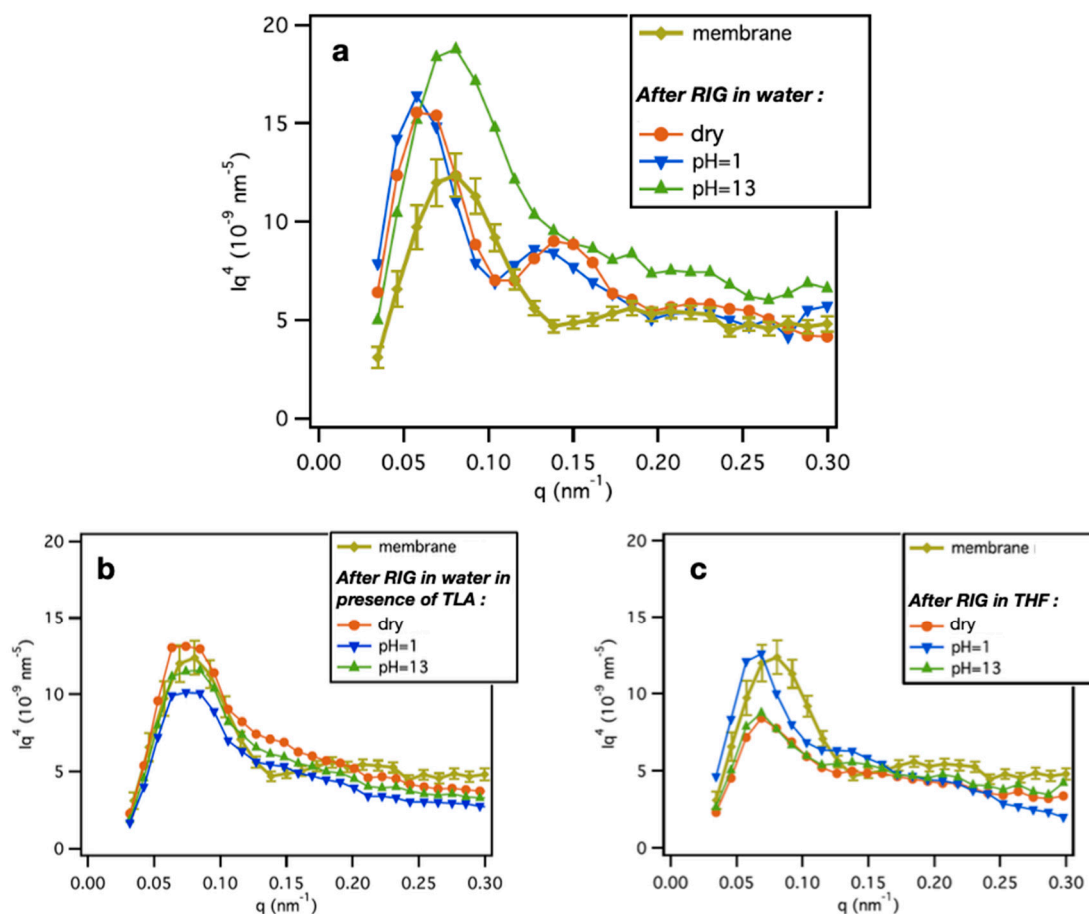 a
20
15
10
5
0
Iq⁴ (10⁻⁹ nm⁻⁵)
0.00 0.05 0.10 0.15 0.20 0.25 0.30
q (nm⁻¹)
membrane
After RIG in water :
dry
pH=1
pH=13
b
20
15
10
5
0
Iq⁴ (10⁻⁹ nm⁻⁵)
0.00 0.05 0.10 0.15 0.20 0.25 0.30
q (nm⁻¹)
membrane
After RIG in water in
presence of TLA :
dry
pH=1
pH=13
c
20
15
10
5
0
Iq⁴ (10⁻⁹ nm⁻⁵)
0.00 0.05 0.10 0.15 0.20 0.25 0.30
q (nm⁻¹)
membrane
After RIG in THF :
dry
pH=1
pH=13